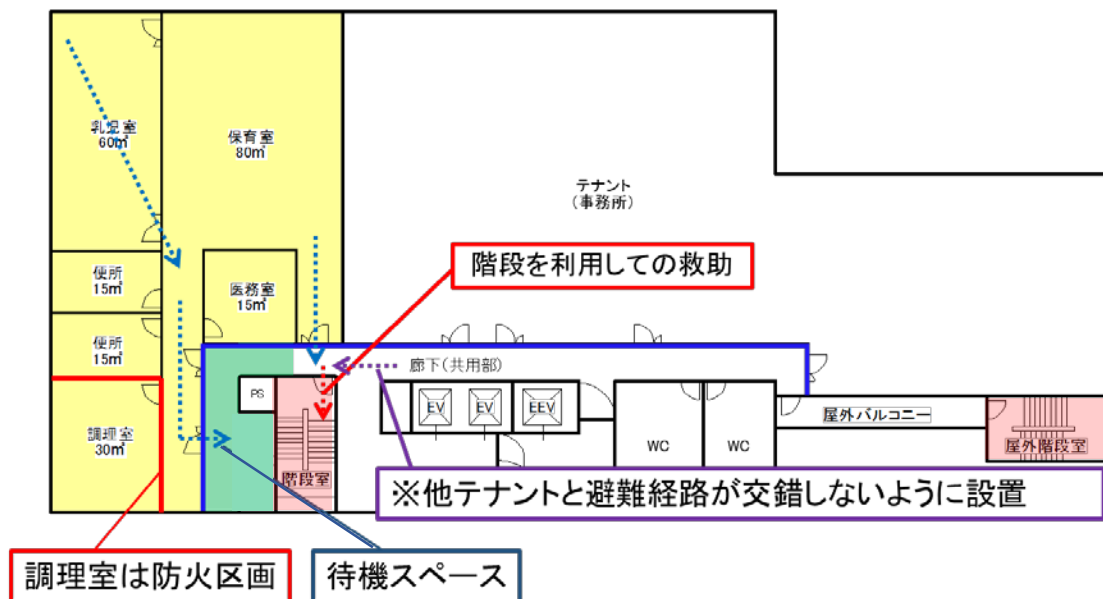 乳児室
60㎡
保育室
80㎡
テナント
(事務所)
便所
15㎡
医務室
15㎡
階段を利用しての救助
便所
15㎡
廊下(共用部)
PS
EV
EV
EEV
調理室
30㎡
屋外バルコニー
WC
WC
屋外階段室
階段室
※他テナントと避難経路が交錯しないように設置
調理室は防火区画
待機スペース